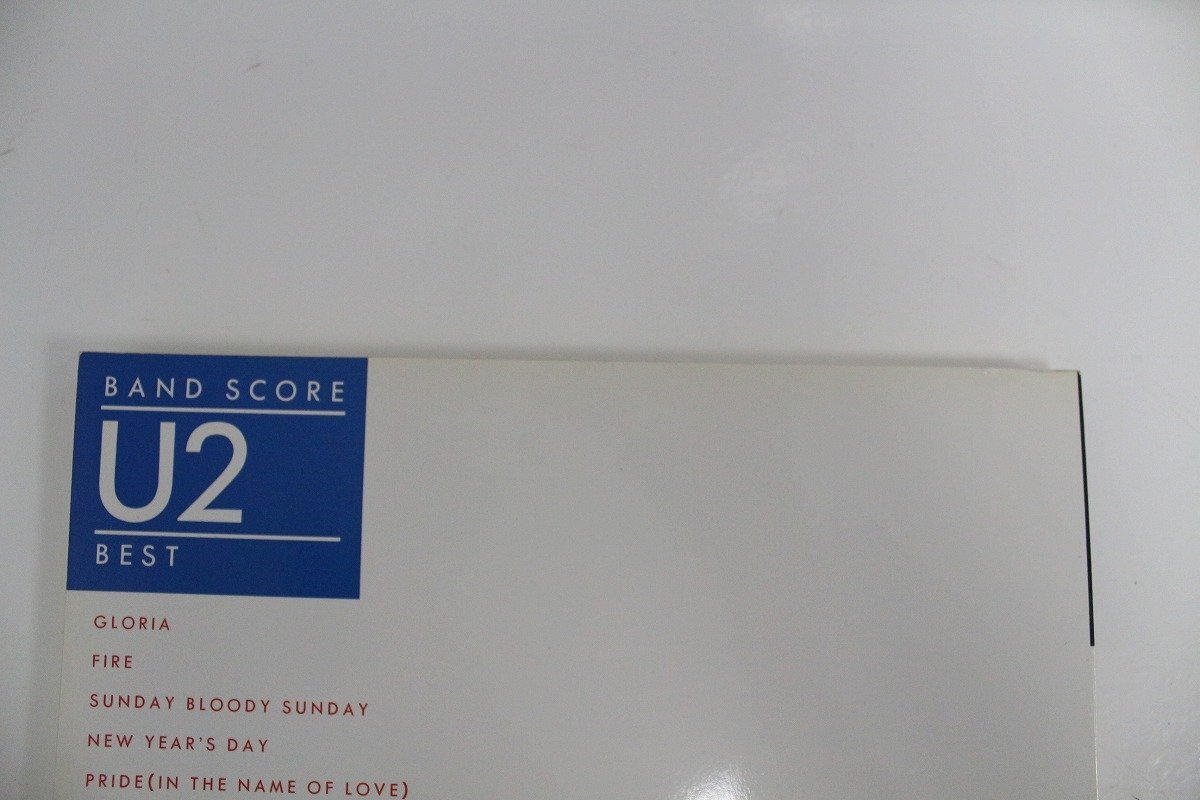 BAND SCORE
U2
BEST
GLORIA
FIRE
SUNDAY BLOODY SUNDAY
NEW YEAR'S DAY
PRIDE(IN THE NAME OF LOVE)